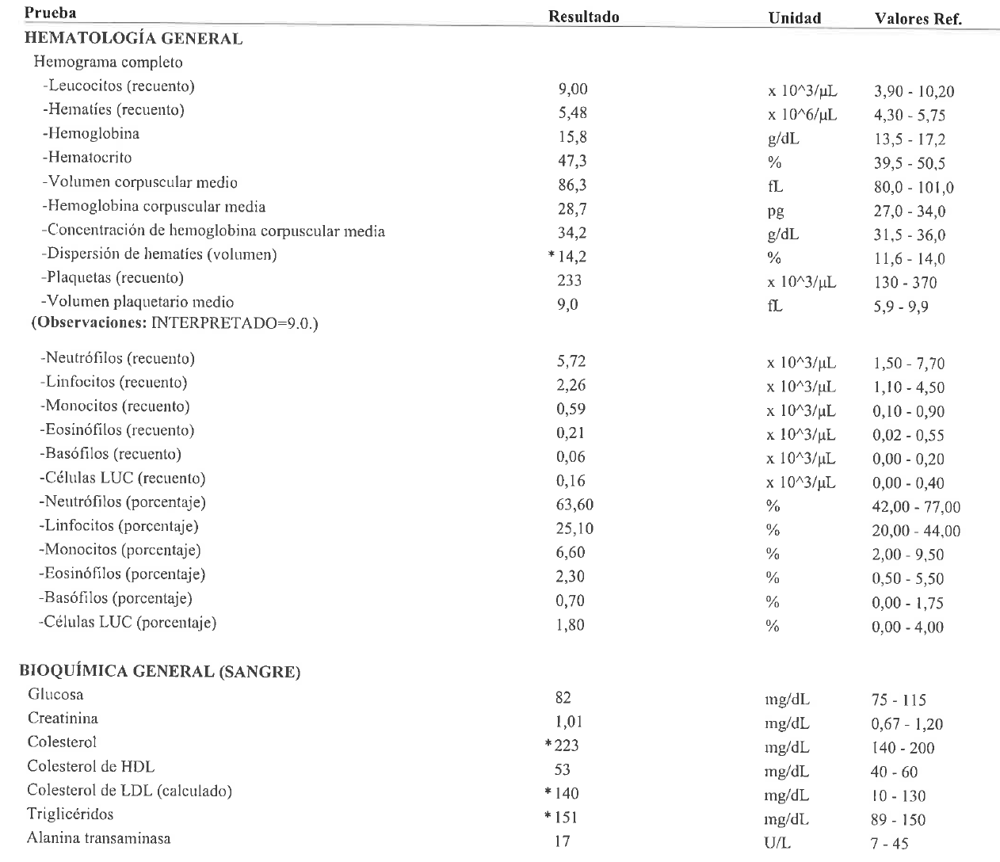 Prueba Resultado Unidad Valores Ref.
HEMATOLOGÍA GENERAL
Hemograma completo
-Leucocitos (recuento) 9,00 x 10^3/µL 3,90 - 10,20
-Hematíes (recuento) 5,48 x 10^6/µL 4,30 - 5,75
-Hemoglobina 15,8 g/dL 13,5 - 17,2
-Hematocrito 47,3 % 39,5 - 50,5
-Volumen corpuscular medio 86,3 fL 80,0 - 101,0
-Hemoglobina corpuscular media 28,7 pg 27,0 - 34,0
-Concentración de hemoglobina corpuscular media 34,2 g/dL 31,5 - 36,0
-Dispersión de hematíes (volumen) *14,2 % 11,6 - 14,0
-Plaquetas (recuento) 233 x 10^3/µL 130 - 370
-Volumen plaquetario medio 9,0 fL 5,9 - 9,9
(Observaciones: INTERPRETADO=9.0.)
-Neutrófilos (recuento) 5,72 x 10^3/µL 1,50 - 7,70
-Linfocitos (recuento) 2,26 x 10^3/µL 1,10 - 4,50
-Monocitos (recuento) 0,59 x 10^3/µL 0,10 - 0,90
-Eosinófilos (recuento) 0,21 x 10^3/µL 0,02 - 0,55
-Basófilos (recuento) 0,06 x 10^3/µL 0,00 - 0,20
-Células LUC (recuento) 0,16 x 10^3/µL 0,00 - 0,40
-Neutrófilos (porcentaje) 63,60 % 42,00 - 77,00
-Linfocitos (porcentaje) 25,10 % 20,00 - 44,00
-Monocitos (porcentaje) 6,60 % 2,00 - 9,50
-Eosinófilos (porcentaje) 2,30 % 0,50 - 5,50
-Basófilos (porcentaje) 0,70 % 0,00 - 1,75
-Células LUC (porcentaje) 1,80 % 0,00 - 4,00
BIOQUÍMICA GENERAL (SANGRE)
Glucosa 82 mg/dL 75 - 115
Creatinina 1,01 mg/dL 0,67 - 1,20
Colesterol *223 mg/dL 140 - 200
Colesterol de HDL 53 mg/dL 40 - 60
Colesterol de LDL (calculado) *140 mg/dL 10 - 130
Triglicéridos *151 mg/dL 89 - 150
Alanina transaminasa 17 U/L 7 - 45